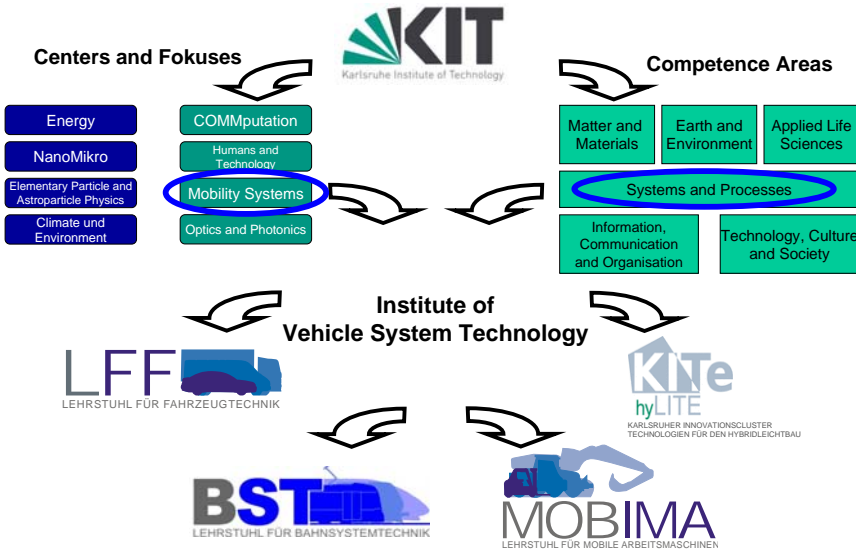 KIT
Karlsruhe Institute of Technology
Centers and Fokuses
Competence Areas
Energy
NanoMikro
Elementary Particle and
Astroparticle Physics
Climate und
Environment
COMMputation
Humans and
Technology
Mobility Systems
Optics and Photonics
Matter and
Materials
Earth and
Environment
Applied Life
Sciences
Systems and Processes
Information,
Communication
and Organisation
Technology, Culture
and Society
Institute of
Vehicle System Technology
LFF
LEHRSTUHL FÜR FAHRZEUGTECHNIK
KITe
hyLITE
KARLSRUHER INNOVATIONSCLUSTER
TECHNOLOGIEN FÜR DEN HYBRIDLEICHTBAU
BST
LEHRSTUHL FÜR BAHNSYSTEMTECHNIK
MOBIMA
LEHRSTUHL FÜR MOBILE ARBEITSMASCHINEN